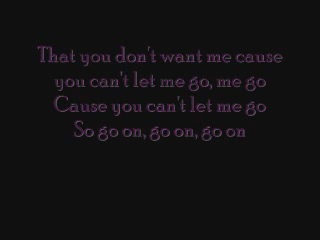 That you don't want me cause
you can't let me go, me go
Cause you can't let me go
So go on, go on, go on